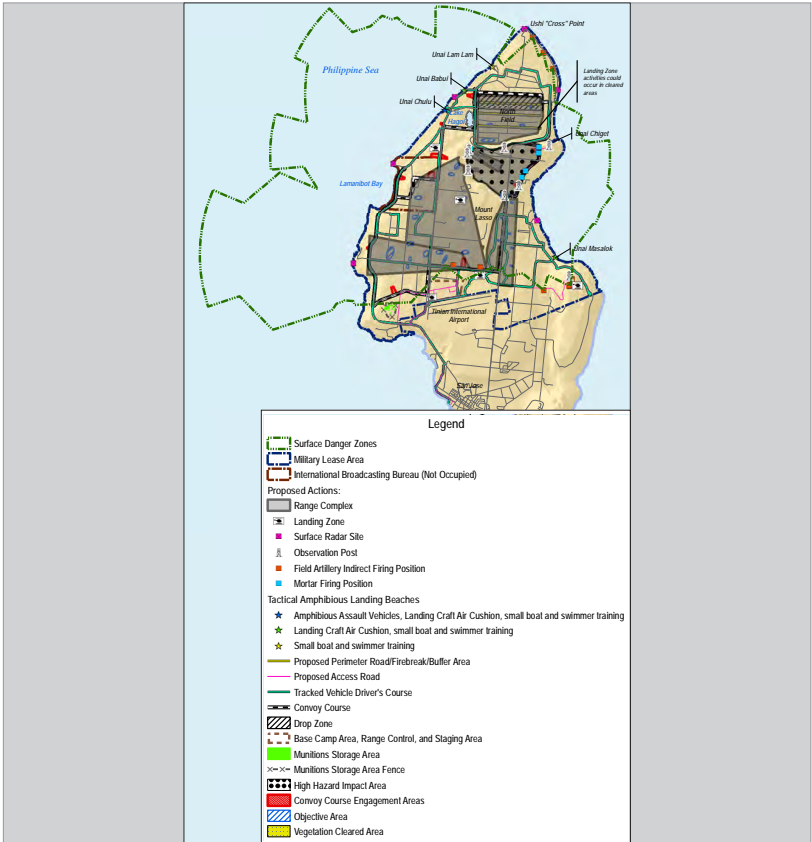 Ushi "Cross" Point
Unai Lam Lam
Philippine Sea
Landing Zone
activities could
occur in cleared
areas
Unai Babui
Unai Chulu
North
Field
Lake
Hagoi
Unai Chiget
Lamanibot Bay
Mount
Lasso
Unai Masalok
Tinian International
Airport
San Jose
Legend
Surface Danger Zones
Military Lease Area
International Broadcasting Bureau (Not Occupied)
Proposed Actions:
Range Complex
Landing Zone
Surface Radar Site
Observation Post
Field Artillery Indirect Firing Position
Mortar Firing Position
Tactical Amphibious Landing Beaches
Amphibious Assault Vehicles, Landing Craft Air Cushion, small boat and swimmer training
Landing Craft Air Cushion, small boat and swimmer training
Small boat and swimmer training
Proposed Perimeter Road/Firebreak/Buffer Area
Proposed Access Road
Tracked Vehicle Driver's Course
Convoy Course
Drop Zone
Base Camp Area, Range Control, and Staging Area
Munitions Storage Area
Munitions Storage Area Fence
High Hazard Impact Area
Convoy Course Engagement Areas
Objective Area
Vegetation Cleared Area